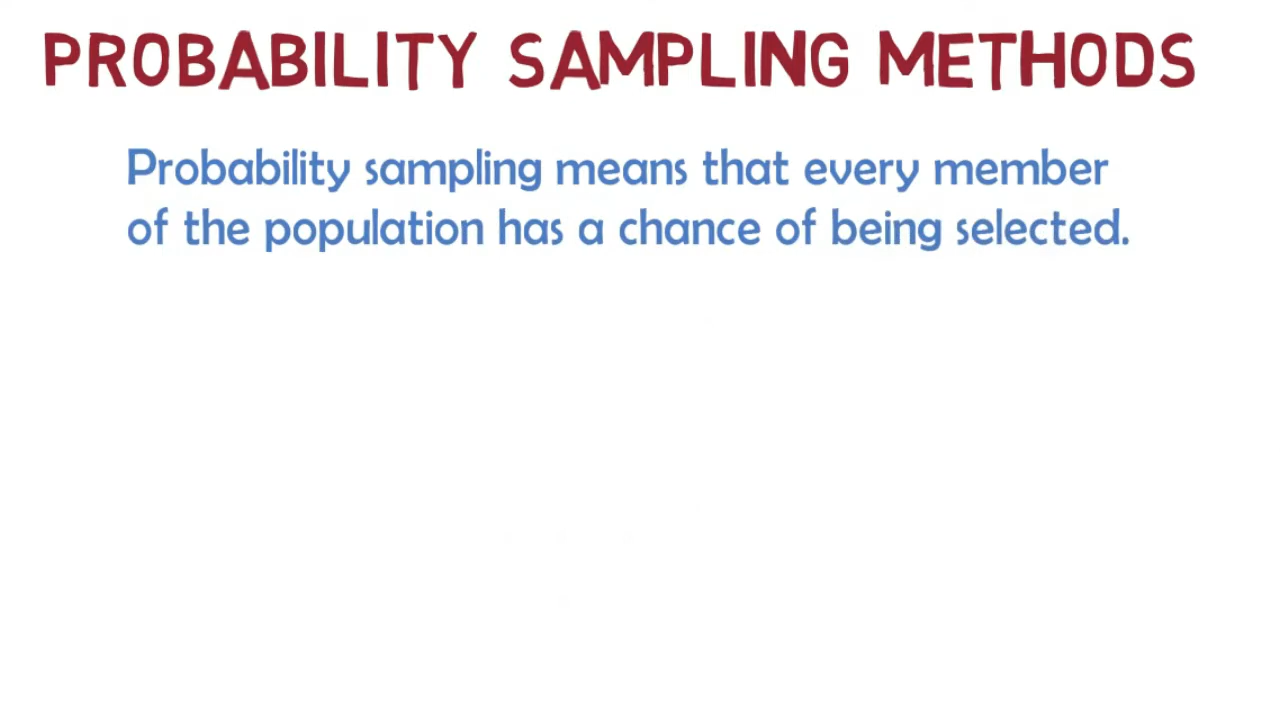 PROBABILITY SAMPLING METHODS
Probability sampling means that every member
of the population has a chance of being selected.